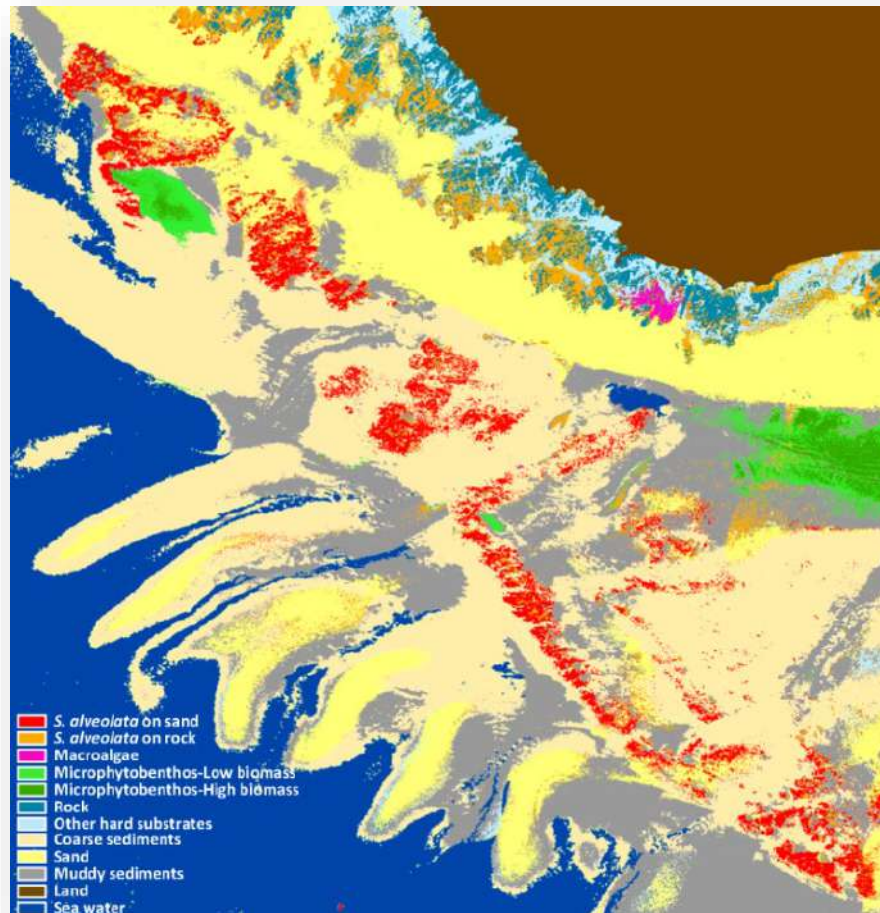 S. alveolata on sand
S. alveolata on rock
Macroalgae
Microphytobenthos-Low biomass
Microphytobenthos-High biomass
Rock
Other hard substrates
Coarse sediments
Sand
Muddy sediments
Land
Sea water